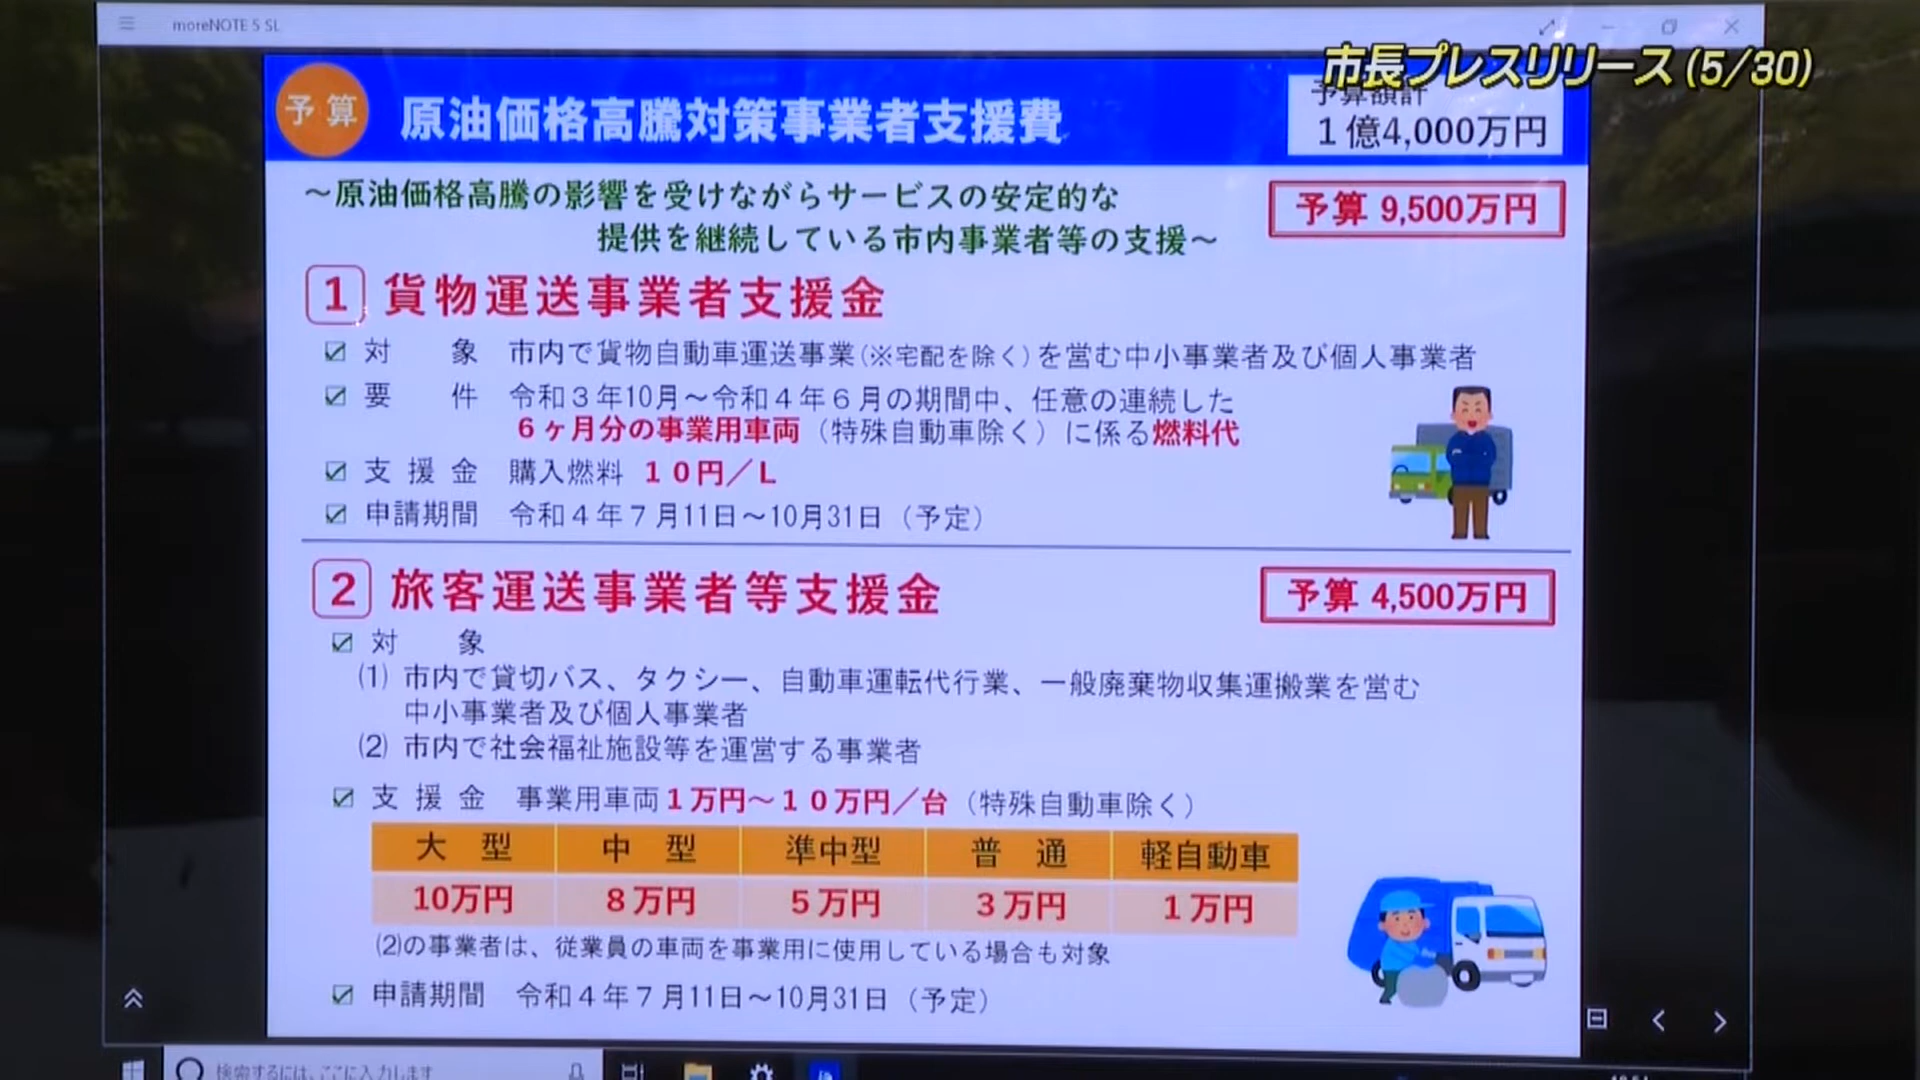 moreNOTE 5 SL
市長プレスリリース(5/30)
予算
原油価格高騰対策事業者支援費
予算額計
1億4,000万円
～原油価格高騰の影響を受けながらサービスの安定的な
提供を継続している市内事業者等の支援～
予算 9,500万円
1 貨物運送事業者支援金
対象 市内で貨物自動車運送事業(※宅配を除く)を営む中小事業者及び個人事業者
要件 令和3年10月～令和4年6月の期間中、任意の連続した
6ヶ月分の事業用車両（特殊自動車除く）に係る燃料代
支援金 購入燃料 10円／L
申請期間 令和4年7月11日～10月31日（予定）
2 旅客運送事業者等支援金
予算 4,500万円
対象
(1) 市内で貸切バス、タクシー、自動車運転代行業、一般廃棄物収集運搬業を営む
中小事業者及び個人事業者
(2) 市内で社会福祉施設等を運営する事業者
支援金 事業用車両1万円～10万円／台（特殊自動車除く）
大型 中型 準中型 普通 軽自動車
10万円 8万円 5万円 3万円 1万円
(2)の事業者は、従業員の車両を事業用に使用している場合も対象
申請期間 令和4年7月11日～10月31日（予定）
検索するには、ここに入力します